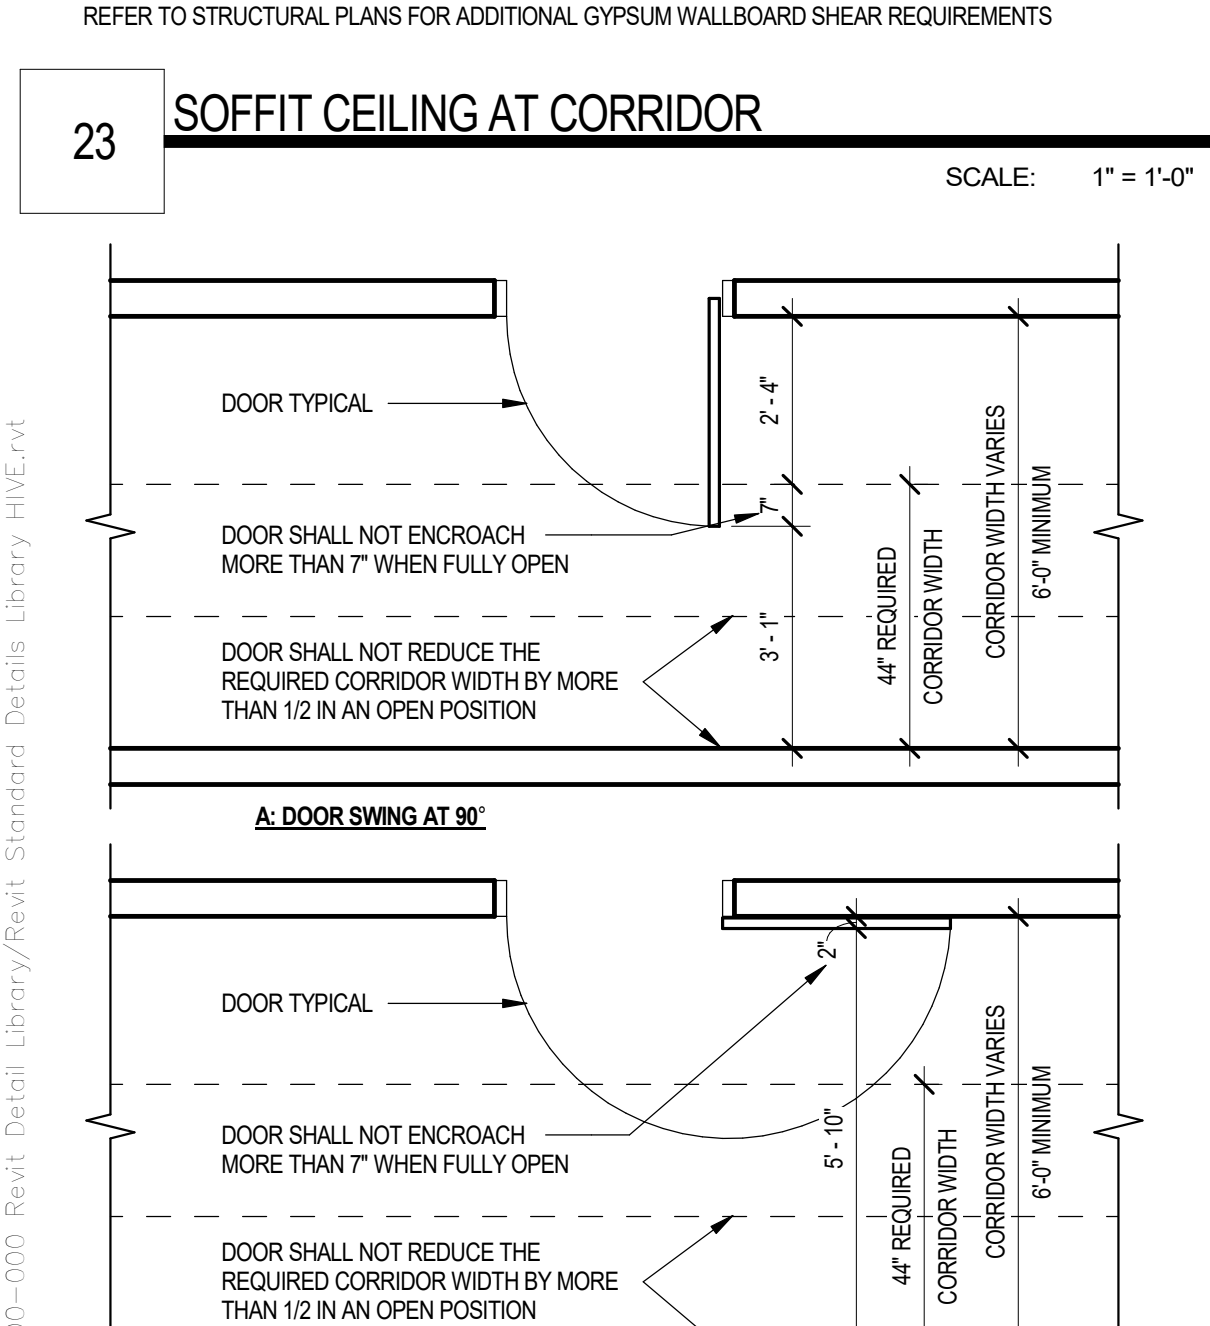 REFER TO STRUCTURAL PLANS FOR ADDITIONAL GYPSUM WALLBOARD SHEAR REQUIREMENTS
23
SOFFIT CEILING AT CORRIDOR
SCALE: 1" = 1'-0"
DOOR TYPICAL
2' - 4"
7"
DOOR SHALL NOT ENCROACH
MORE THAN 7" WHEN FULLY OPEN
DOOR SHALL NOT REDUCE THE
REQUIRED CORRIDOR WIDTH BY MORE
THAN 1/2 IN AN OPEN POSITION
3' - 1"
44" REQUIRED
CORRIDOR WIDTH
CORRIDOR WIDTH VARIES
6'-0" MINIMUM
A: DOOR SWING AT 90°
DOOR TYPICAL
2"
DOOR SHALL NOT ENCROACH
MORE THAN 7" WHEN FULLY OPEN
DOOR SHALL NOT REDUCE THE
REQUIRED CORRIDOR WIDTH BY MORE
THAN 1/2 IN AN OPEN POSITION
5' - 10"
44" REQUIRED
CORRIDOR WIDTH
CORRIDOR WIDTH VARIES
6'-0" MINIMUM
00-000 Revit Detail Library/Revit Standard Details Library HIVE.rvt